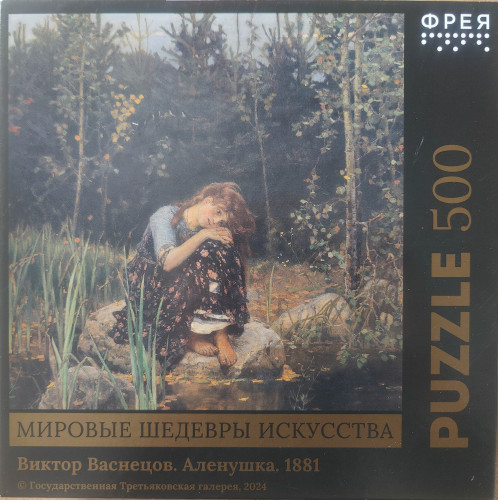 ФРЕЯ
PUZZLE 500
МИРОВЫЕ ШЕДЕВРЫ ИСКУССТВА
Виктор Васнецов. Аленушка. 1881
© Государственная Третьяковская галерея, 2024